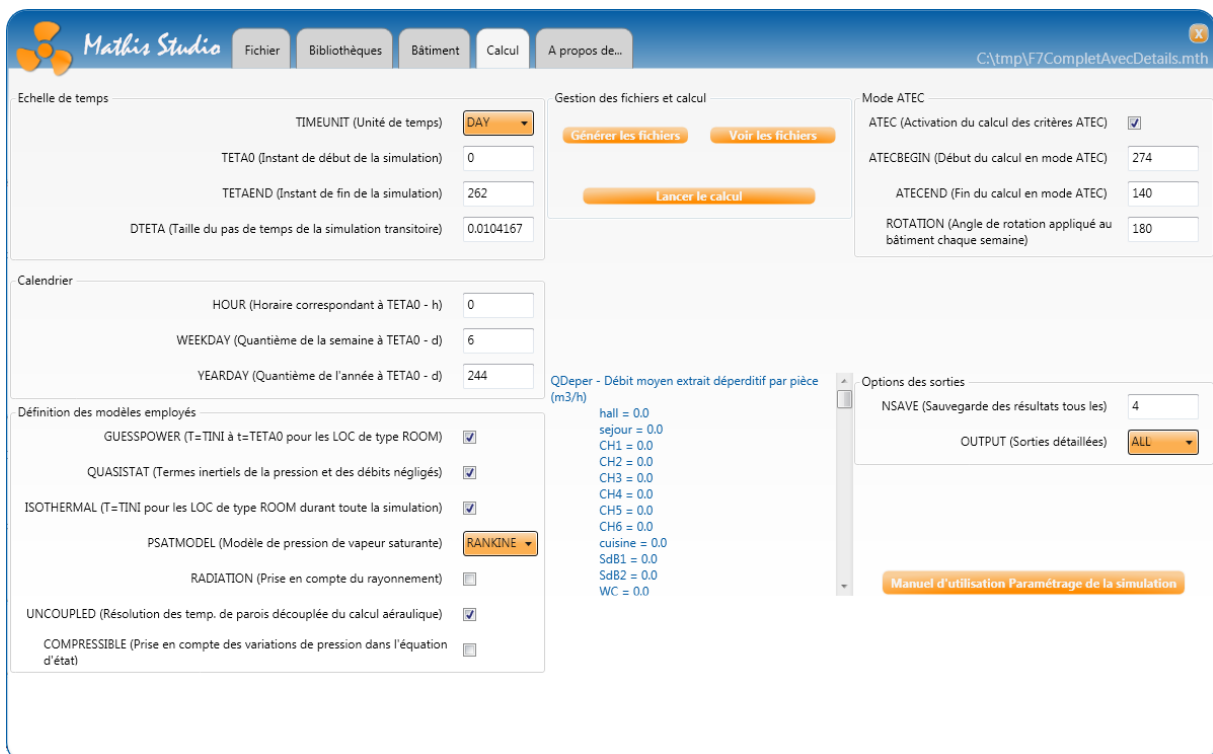 Mathis Studio
Fichier
Bibliothèques
Bâtiment
Calcul
A propos de...
X
C:\tmp\F7CompletAvecDetails.mth
Echelle de temps
TIMEUNIT (Unité de temps)
DAY
TETA0 (Instant de début de la simulation)
0
TETAEND (Instant de fin de la simulation)
262
DTETA (Taille du pas de temps de la simulation transitoire)
0.0104167
Calendrier
HOUR (Horaire correspondant à TETA0 - h)
0
WEEKDAY (Quantième de la semaine à TETA0 - d)
6
YEARDAY (Quantième de l'année à TETA0 - d)
244
Définition des modèles employés
GUESSPOWER (T=TINI à t=TETA0 pour les LOC de type ROOM)
QUASISTAT (Termes inertiels de la pression et des débits négligés)
ISOTHERMAL (T=TINI pour les LOC de type ROOM durant toute la simulation)
PSATMODEL (Modèle de pression de vapeur saturante)
RANKINE
RADIATION (Prise en compte du rayonnement)
UNCOUPLED (Résolution des temp. de parois découplée du calcul aéraulique)
COMPRESSIBLE (Prise en compte des variations de pression dans l'équation
d'état)
Gestion des fichiers et calcul
Générer les fichiers
Voir les fichiers
Lancer le calcul
QDeper - Débit moyen extrait déperditif par pièce
(m3/h)
hall = 0.0
sejour = 0.0
CH1 = 0.0
CH2 = 0.0
CH3 = 0.0
CH4 = 0.0
CH5 = 0.0
CH6 = 0.0
cuisine = 0.0
SdB1 = 0.0
SdB2 = 0.0
WC = 0.0
Mode ATEC
ATEC (Activation du calcul des critères ATEC)
ATECBEGIN (Début du calcul en mode ATEC)
274
ATECEND (Fin du calcul en mode ATEC)
140
ROTATION (Angle de rotation appliqué au
bâtiment chaque semaine)
180
Options des sorties
NSAVE (Sauvegarde des résultats tous les)
4
OUTPUT (Sorties détaillées)
ALL
Manuel d'utilisation Paramétrage de la simulation